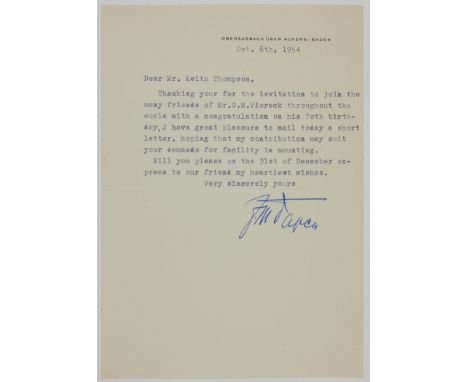 OBERSASBACH ÜBER ACHERN-BADEN
Oct. 6th, 1954
Dear Mr. Keith Thompson,
Thanking your for the invitation to join the
many friends of Mr.G.S.Viereck throughout the
world with a congratulation on his 70th birth-
day,J have great pleasure to mail today a short
letter, hoping that my contribution may suit
your demands for facility in mounting.
Will you please on the 31st of December ex-
press to our friend my heartiest wishes.
Very sincerely yours
Papen